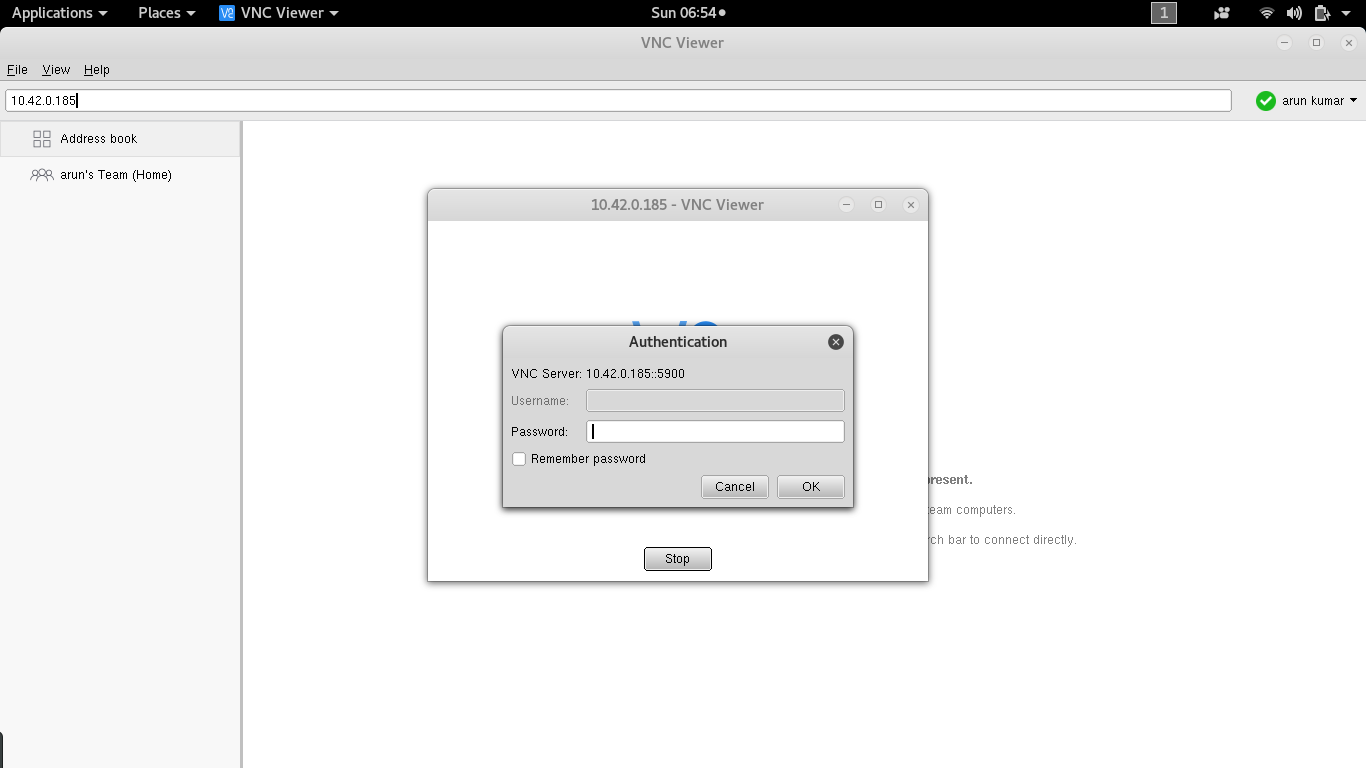 Applications Places VNC Viewer Sun 06:54 1
VNC Viewer
File View Help
10.42.0.185 arun kumar
Address book
arun's Team (Home)
10.42.0.185 - VNC Viewer
Authentication
VNC Server: 10.42.0.185::5900
Username:
Password:
Remember password
Cancel OK
present.
team computers.
bar to connect directly.
Stop